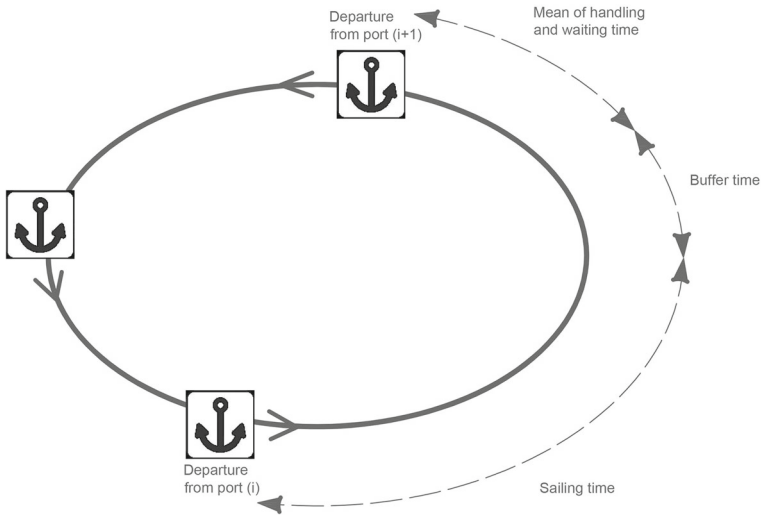 Departure
from port (i+1)
Mean of handling
and waiting time
Buffer time
Departure
from port (i)
Sailing time